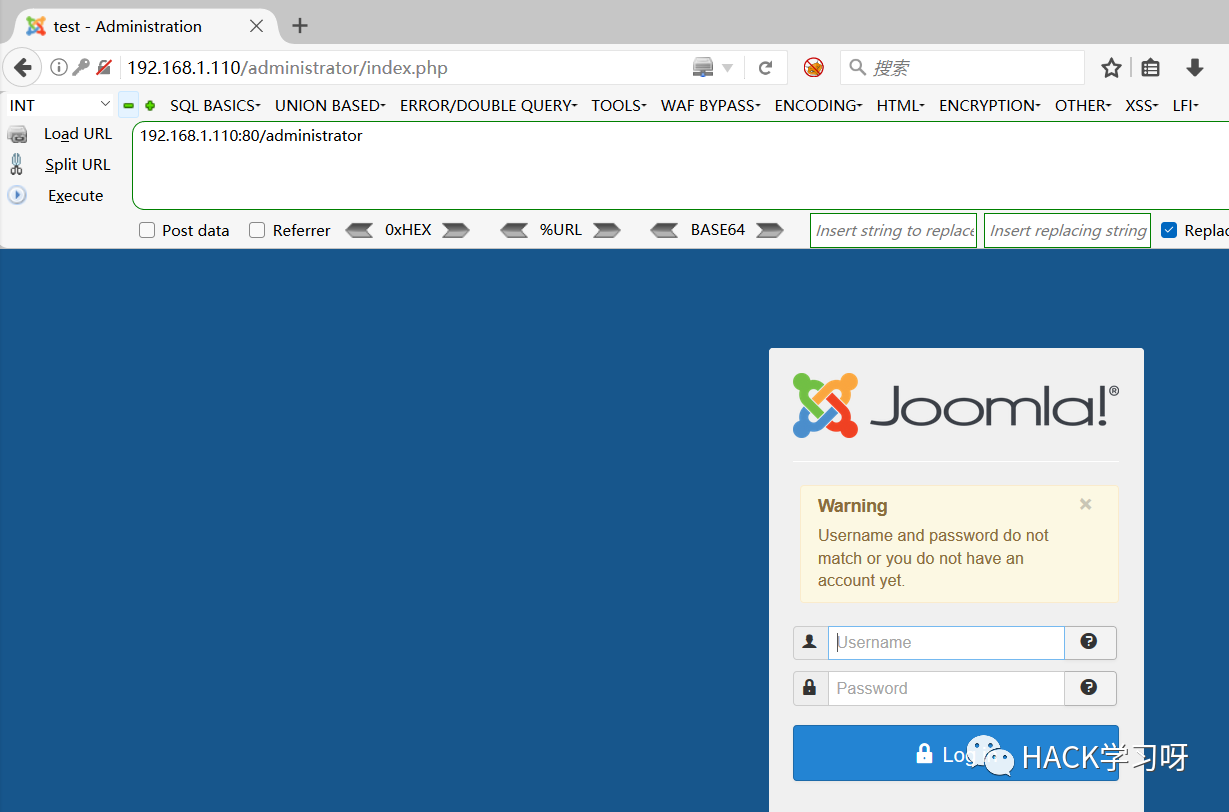 test - Administration
192.168.1.110/administrator/index.php
搜索
INT SQL BASICS- UNION BASED- ERROR/DOUBLE QUERY- TOOLS- WAF BYPASS- ENCODING- HTML- ENCRYPTION- OTHER- XSS- LFI-
Load URL
192.168.1.110:80/administrator
Split URL
Execute
Post data Referrer 0xHEX %URL BASE64 Insert string to replace Insert replacing string Replac
Joomla!®
Warning
Username and password do not
match or you do not have an
account yet.
Username
Password
Log
HACK学习呀